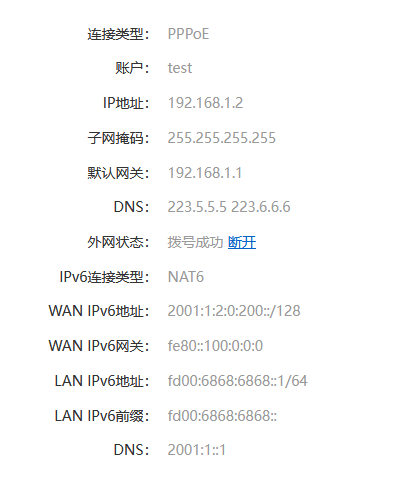 连接类型： PPPoE
账户： test
IP地址： 192.168.1.2
子网掩码： 255.255.255.255
默认网关： 192.168.1.1
DNS： 223.5.5.5 223.6.6.6
外网状态： 拨号成功 断开
IPv6连接类型： NAT6
WAN IPv6地址： 2001:1:2:0:200::/128
WAN IPv6网关： fe80::100:0:0:0
LAN IPv6地址： fd00:6868:6868::1/64
LAN IPv6前缀： fd00:6868:6868::
DNS： 2001:1::1